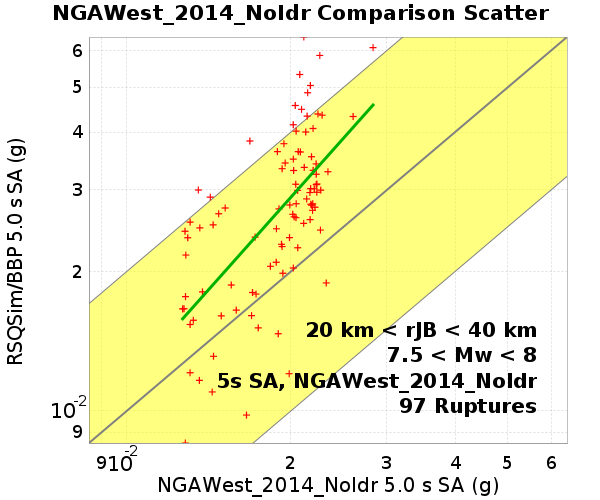 NGAWest_2014_NoIdr Comparison Scatter
RSQSim/BBP 5.0 s SA (g)
6
5
4
3
2
10-2
9
20 km < rJB < 40 km
7.5 < Mw < 8
5s SA, NGAWest_2014_NoIdr
97 Ruptures
9 10-2 2 3 4 5 6
NGAWest_2014_NoIdr 5.0 s SA (g)